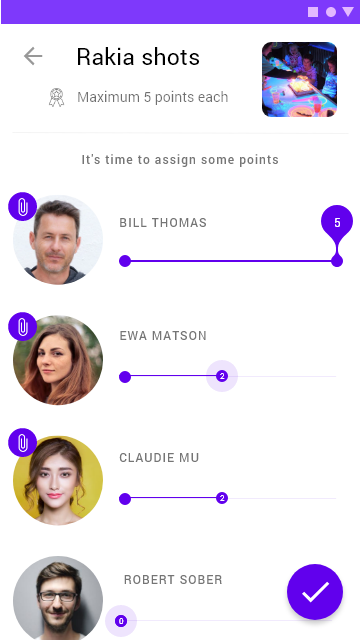 Rakia shots
Maximum 5 points each
It's time to assign some points
BILL THOMAS
5
EWA MATSON
2
CLAUDIE MU
2
ROBERT SOBER
0